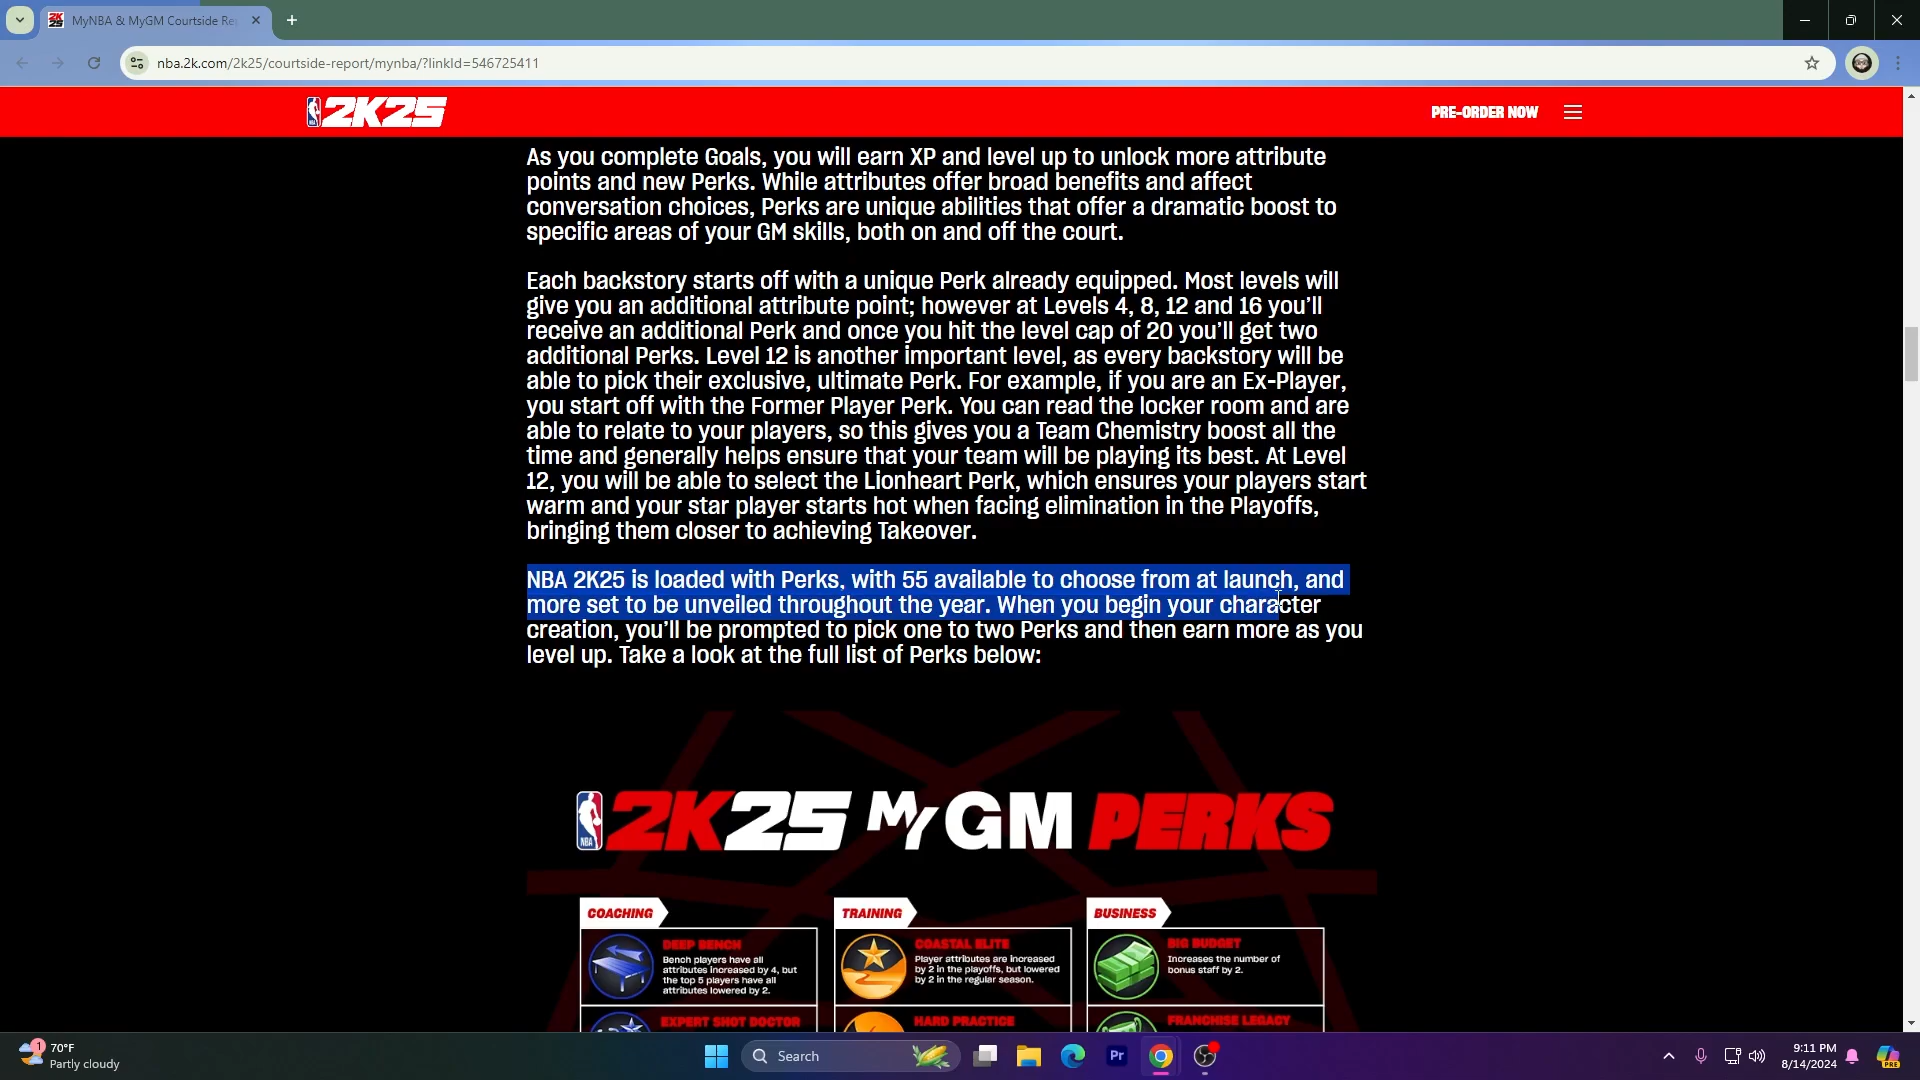 MyNBA & MyGM Courtside Re
nba.2k.com/2k25/courtside-report/mynba/?linkId=546725411
2K25
NBA 2K25
PRE-ORDER NOW
As you complete Goals, you will earn XP and level up to unlock more attribute
points and new Perks. While attributes offer broad benefits and affect
conversation choices, Perks are unique abilities that offer a dramatic boost to
specific areas of your GM skills, both on and off the court.
Each backstory starts off with a unique Perk already equipped. Most levels will
give you an additional attribute point; however at Levels 4, 8, 12 and 16 you'll
receive an additional Perk and once you hit the level cap of 20 you'll get two
additional Perks. Level 12 is another important level, as every backstory will be
able to pick their exclusive, ultimate Perk. For example, if you are an Ex-Player,
you start off with the Former Player Perk. You can read the locker room and are
able to relate to your players, so this gives you a Team Chemistry boost all the
time and generally helps ensure that your team will be playing its best. At Level
12, you will be able to select the Lionheart Perk, which ensures your players start
warm and your star player starts hot when facing elimination in the Playoffs,
bringing them closer to achieving Takeover.
NBA 2K25 is loaded with Perks, with 55 available to choose from at launch, and
more set to be unveiled throughout the year. When you begin your character
creation, you'll be prompted to pick one to two Perks and then earn more as you
level up. Take a look at the full list of Perks below:
NBA 2K25 MyGM PERKS
COACHING
DEEP BENCH
Bench players have all
attributes increased by 4, but
the top 5 players have all
attributes lowered by 2.
EXPERT SHOT DOCTOR
TRAINING
COASTAL ELITE
Player attributes are increased
by 2 in the playoffs, but lowered
by 2 in the regular season.
HARD PRACTICE
BUSINESS
BIG BUDGET
Increases the number of
bonus staff by 2.
FRANCHISE LEGACY
1
70°F
Partly cloudy
Search
Pr
9:11 PM
8/14/2024
PRE